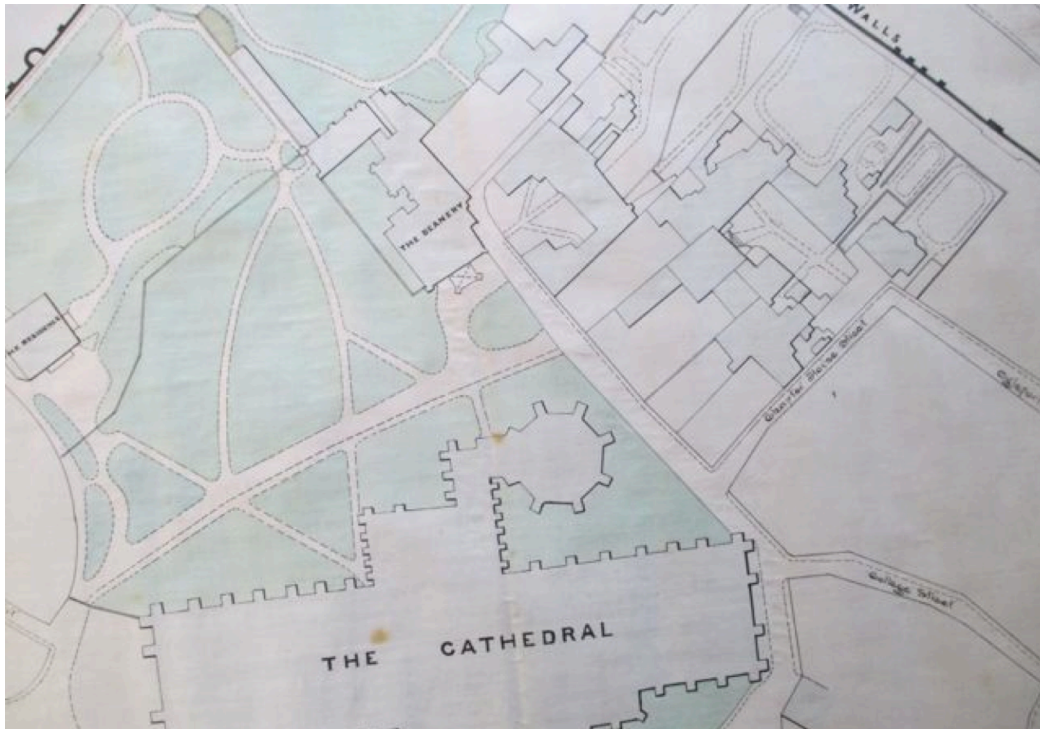 WALLS
THE DEANERY
THE RESIDENCE
Chapter House Street
College Street
THE CATHEDRAL